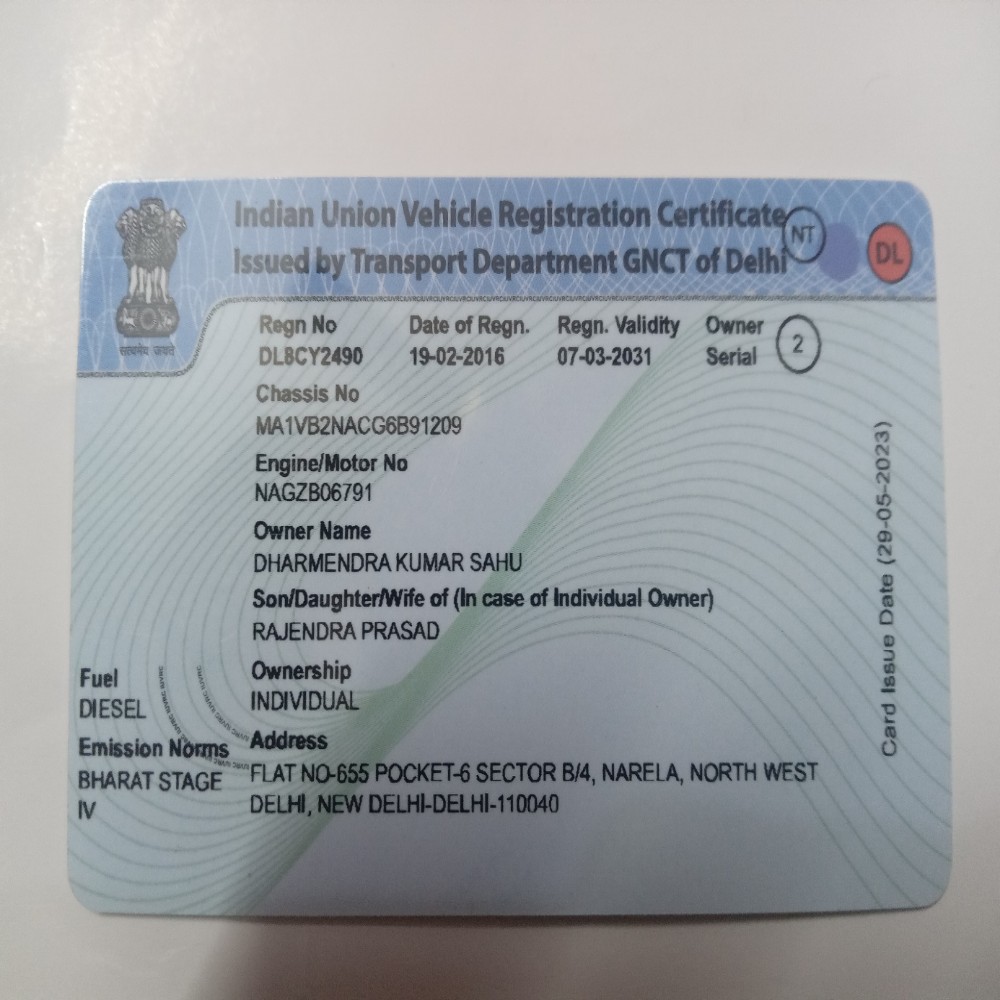 Indian Union Vehicle Registration Certificate
Issued by Transport Department GNCT of Delhi
NT
DL
सत्यमेव जयते
Regn No Date of Regn. Regn. Validity Owner Serial 2
DL8CY2490 19-02-2016 07-03-2031
Chassis No
MA1VB2NACG6B91209
Engine/Motor No
NAGZB06791
Owner Name
DHARMENDRA KUMAR SAHU
Son/Daughter/Wife of (In case of Individual Owner)
RAJENDRA PRASAD
Ownership
INDIVIDUAL
Fuel
DIESEL
Emission Norms
BHARAT STAGE
IV
Address
FLAT NO-655 POCKET-6 SECTOR B/4, NARELA, NORTH WEST
DELHI, NEW DELHI-DELHI-110040
Card Issue Date (29-05-2023)